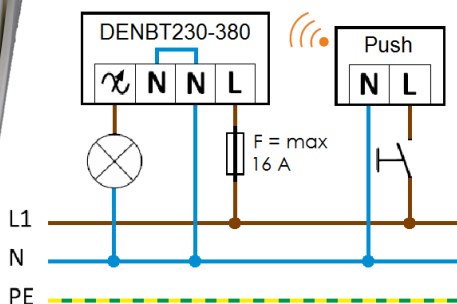 DENBT230-380
Push
N N L
N L
F = max
16 A
L1
N
PE